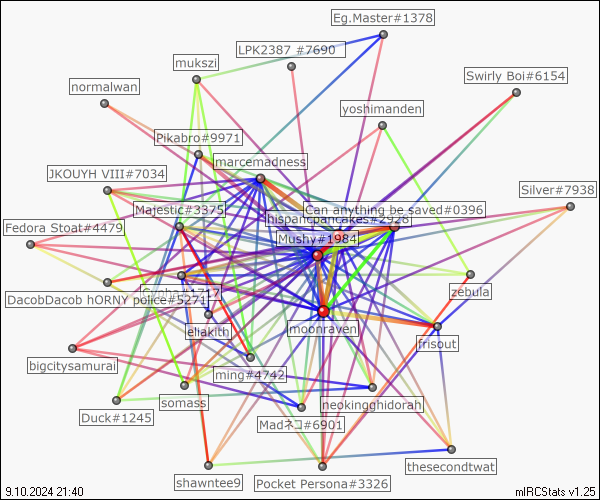 Eg.Master#1378
LPK2387 #7690
mukszi
Swirly Boi#6154
normalwan
yoshimanden
Pikabro#9971
marcemadness
JKOUYH VIII#7034
Silver#7938
Majestic#3375
Can anything be saved#0396
hispanicpancakes#2928
Fedora Stoat#4479
Mushy#1984
zebula
DacobDacob hORNY police#5271
moonraven
eliakith
frisout
bigcitysamurai
ming#4742
somass
neokingghidorah
Duck#1245
Madネコ#6901
thesecondtwat
shawntee9
Pocket Persona#3326
9.10.2024 21:40
mIRCStats v1.25